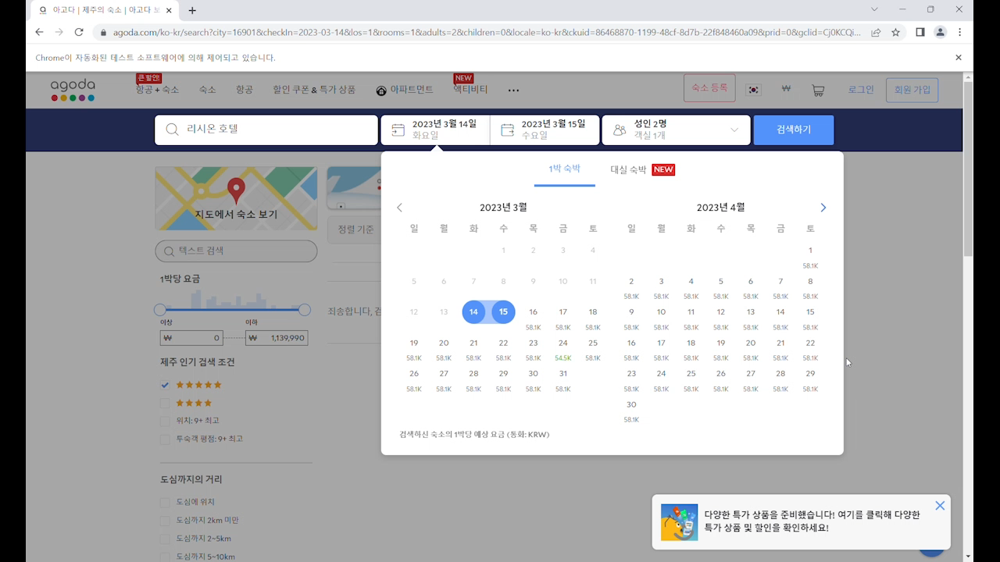 아고다 | 제주의 숙소 | 아고다 보
agoda.com/ko-kr/search?city=16901&checkIn=2023-03-14&los=1&rooms=1&adults=2&children=0&locale=ko-kr&ckuid=86468870-1199-48cf-8d7b-22f848460a09&prid=0&gclid=Cj0KCQi...
Chrome이 자동화된 테스트 소프트웨어에 의해 제어되고 있습니다.
agoda
큰 할인!
항공 + 숙소
숙소
항공
할인 쿠폰 & 특가 상품
아파트먼트
NEW
액티비티
숙소 등록
₩
로그인
회원 가입
리시온 호텔
2023년 3월 14일
화요일
2023년 3월 15일
수요일
성인 2명
객실 1개
검색하기
지도에서 숙소 보기
텍스트 검색
1박당 요금
이상 이하
₩ 0 ₩ 1,139,990
제주 인기 검색 조건
위치: 9+ 최고
투숙객 평점: 9+ 최고
도심까지의 거리
도심에 위치
도심까지 2km 미만
도심까지 2~5km
도심까지 5~10km
정렬 기준
죄송합니다, 검
1박 숙박
대실 숙박 NEW
2023년 3월
일 월 화 수 목 금 토
1 2 3 4
5 6 7 8 9 10 11
12 13 14 15 16 17 18
58.1K 58.1K 58.1K
19 20 21 22 23 24 25
58.1K 58.1K 58.1K 58.1K 58.1K 54.5K 58.1K
26 27 28 29 30 31
58.1K 58.1K 58.1K 58.1K 58.1K 58.1K
2023년 4월
일 월 화 수 목 금 토
1
58.1K
2 3 4 5 6 7 8
58.1K 58.1K 58.1K 58.1K 58.1K 58.1K 58.1K
9 10 11 12 13 14 15
58.1K 58.1K 58.1K 58.1K 58.1K 58.1K 58.1K
16 17 18 19 20 21 22
58.1K 58.1K 58.1K 58.1K 58.1K 58.1K 58.1K
23 24 25 26 27 28 29
58.1K 58.1K 58.1K 58.1K 58.1K 58.1K 58.1K
30
58.1K
검색하신 숙소의 1박당 예상 요금 (통화: KRW)
다양한 특가 상품을 준비했습니다! 여기를 클릭해 다양한
특가 상품 및 할인을 확인하세요!